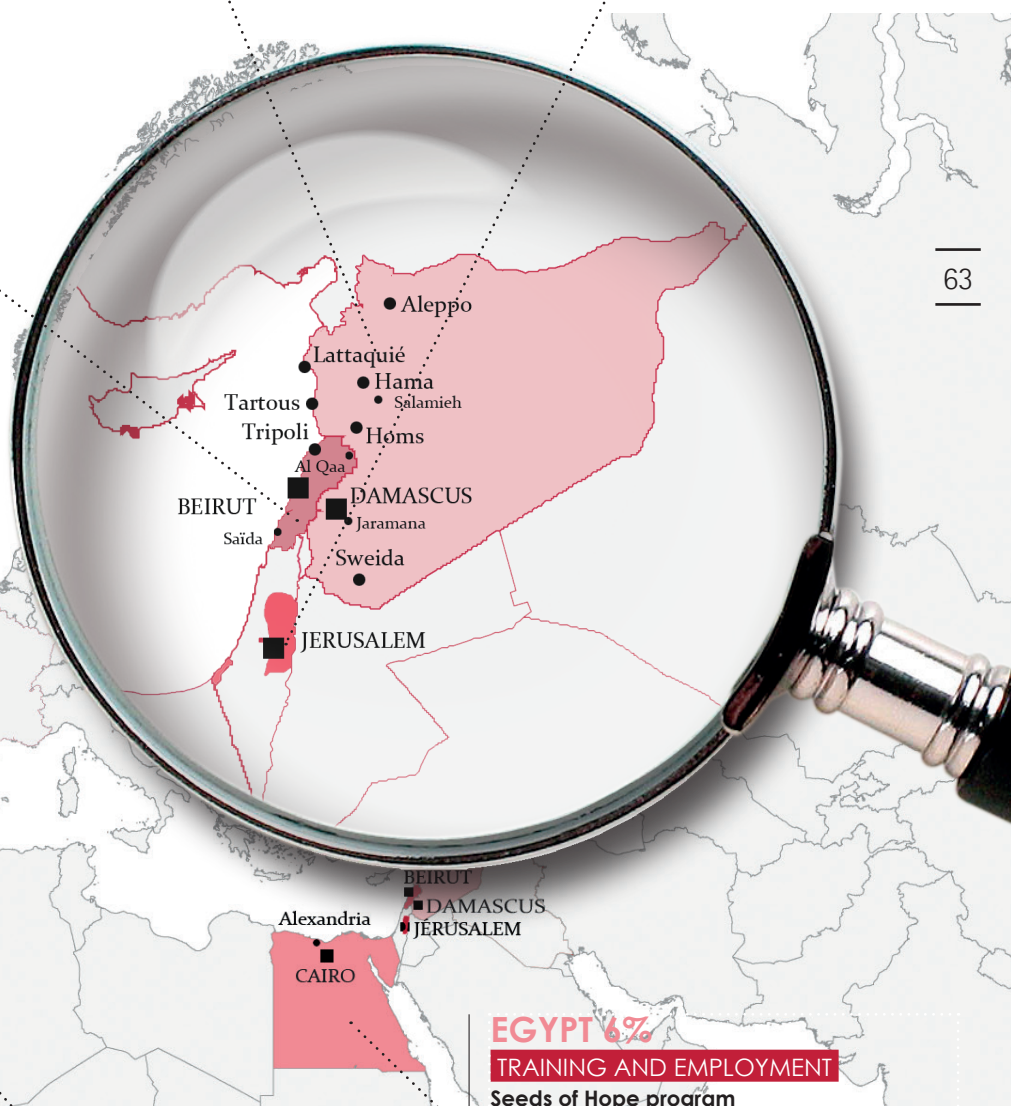 63
Aleppo
Lattaquié
Hama
Salamieh
Tartous
Tripoli
Homs
Al Qaa
BEIRUT
DAMASCUS
Jaramana
Saïda
Sweida
JERUSALEM
BEIRUT
DAMASCUS
Alexandria
JÉRUSALEM
CAIRO
EGYPT 6%
TRAINING AND EMPLOYMENT
Seeds of Hope program